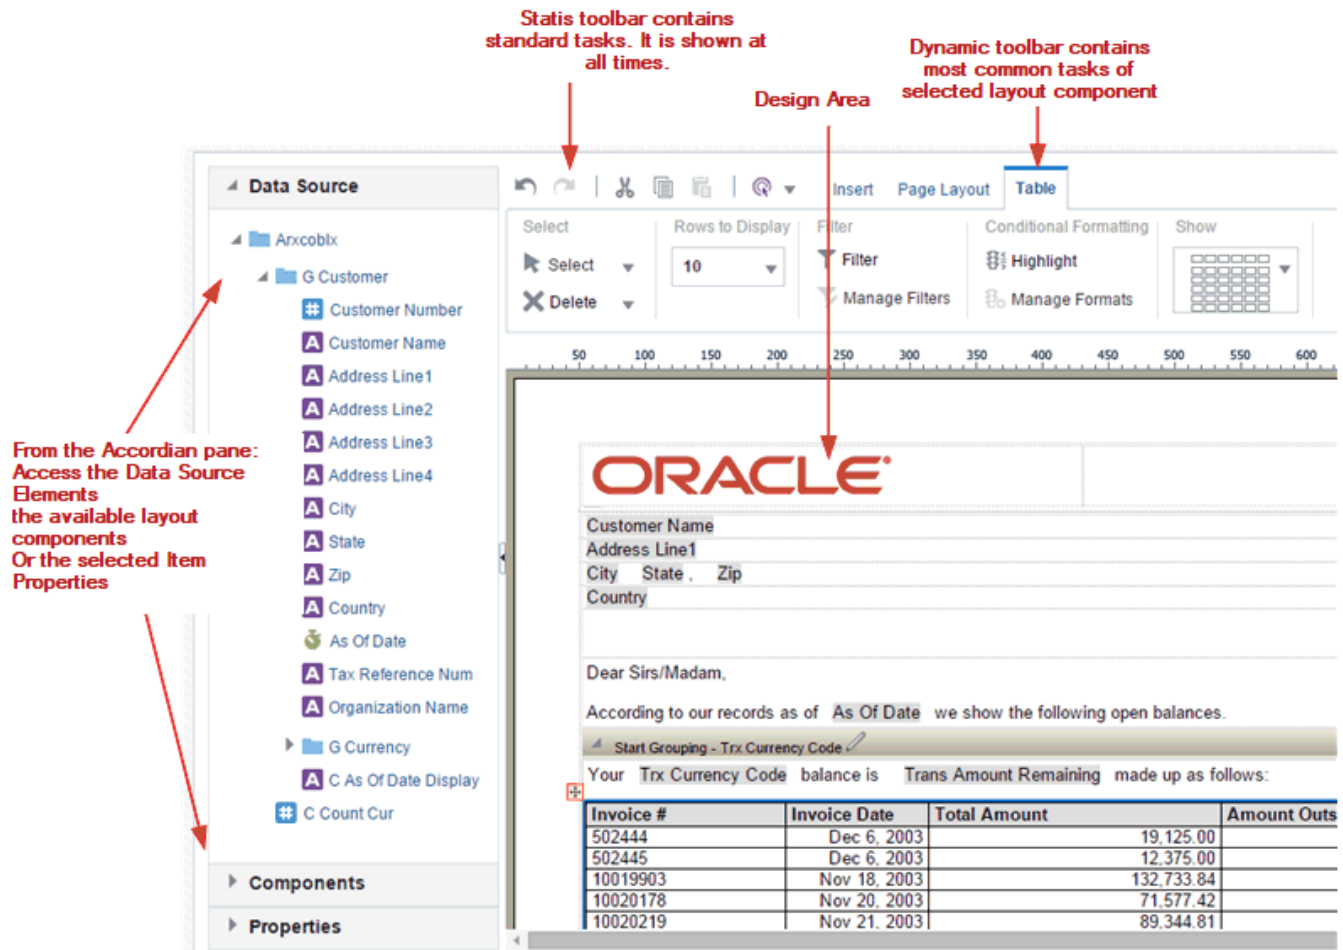 Statis toolbar contains
standard tasks. It is shown at
all times.
Dynamic toolbar contains
most common tasks of
selected layout component
Design Area
From the Accordian pane:
Access the Data Source
Elements
the available layout
components
Or the selected Item
Properties
Data Source
Arxcoblx
G Customer
Customer Number
A Customer Name
A Address Line1
A Address Line2
A Address Line3
A Address Line4
A City
A State
A Zip
A Country
As Of Date
A Tax Reference Num
A Organization Name
G Currency
A C As Of Date Display
# C Count Cur
Components
Properties
Insert Page Layout Table
Select Rows to Display Filter Conditional Formatting Show
Select 10 Filter Highlight
Delete Manage Filters Manage Formats
50 100 150 200 250 300 350 400 450 500 550 600
ORACLE
Customer Name
Address Line1
City State , Zip
Country
Dear Sirs/Madam,
According to our records as of As Of Date we show the following open balances.
Start Grouping - Trx Currency Code
Your Trx Currency Code balance is Trans Amount Remaining made up as follows:
Invoice # Invoice Date Total Amount Amount Outs
502444 Dec 6, 2003 19,125.00
502445 Dec 6, 2003 12,375.00
10019903 Nov 18, 2003 132,733.84
10020178 Nov 20, 2003 71,577.42
10020219 Nov 21, 2003 89,344.81